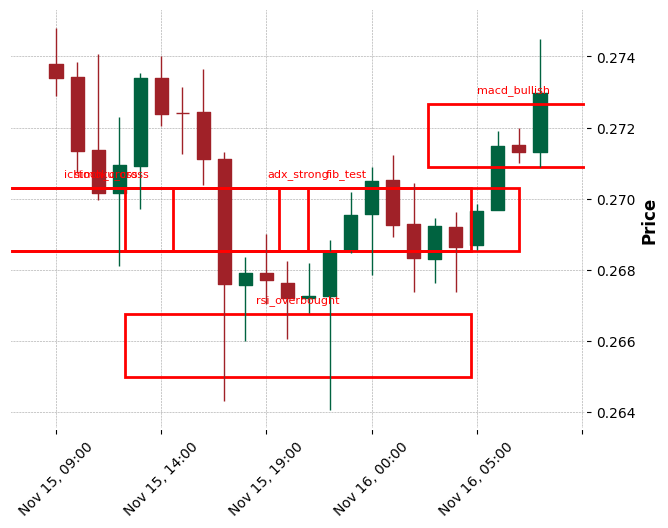 0.274
macd_bullish
0.272
adx_strong
fib_test
0.270
0.268
rsi_overbought
0.266
0.264
Price
Nov 15, 09:00
Nov 15, 14:00
Nov 15, 19:00
Nov 16, 00:00
Nov 16, 05:00